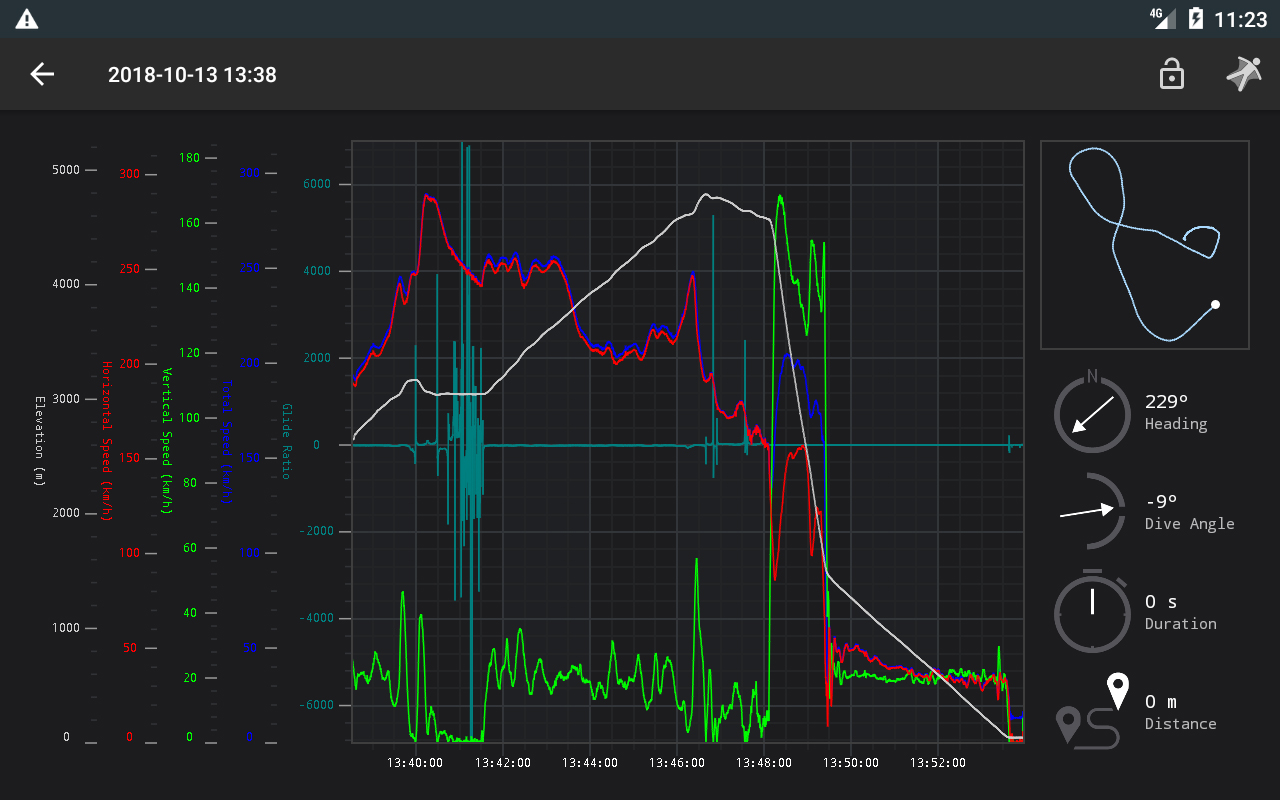 4G 11:23
2018-10-13 13:38
5000
4000
3000
2000
1000
0
Elevation (m)
300
250
200
150
100
50
0
Horizontal Speed (km/h)
180
160
140
120
100
80
60
40
20
0
Vertical Speed (km/h)
300
250
200
150
100
50
0
Total Speed (km/h)
6000
4000
2000
0
-2000
-4000
-6000
Glide Ratio
13:40:00 13:42:00 13:44:00 13:46:00 13:48:00 13:50:00 13:52:00
N
229°
Heading
-9°
Dive Angle
0 s
Duration
0 m
Distance